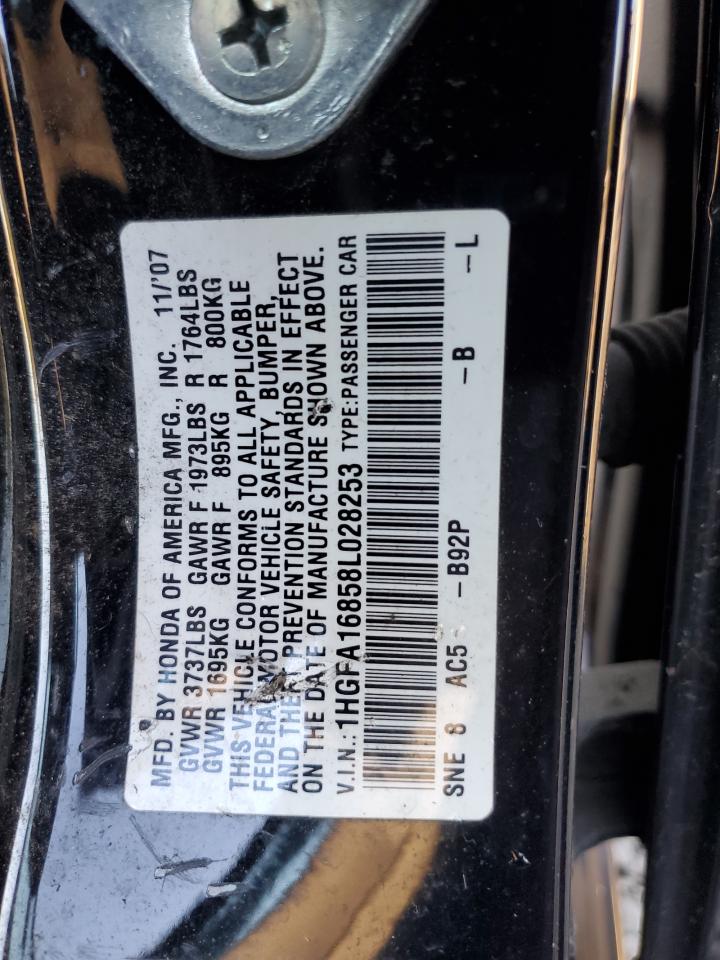 MFD. BY HONDA OF AMERICA MFG., INC. 11/'07
GVWR 3737LBS GAWR F 1973LBS R 1764LBS
GVWR 1695KG GAWR F 895KG R 800KG
THIS VEHICLE CONFORMS TO ALL APPLICABLE
FEDERAL MOTOR VEHICLE SAFETY, BUMPER,
AND THEFT PREVENTION STANDARDS IN EFFECT
ON THE DATE OF MANUFACTURE SHOWN ABOVE.
V.I.N.: 1HGFA16858L028253 TYPE:PASSENGER CAR
SNE 8 AC5 -B92P -B -L